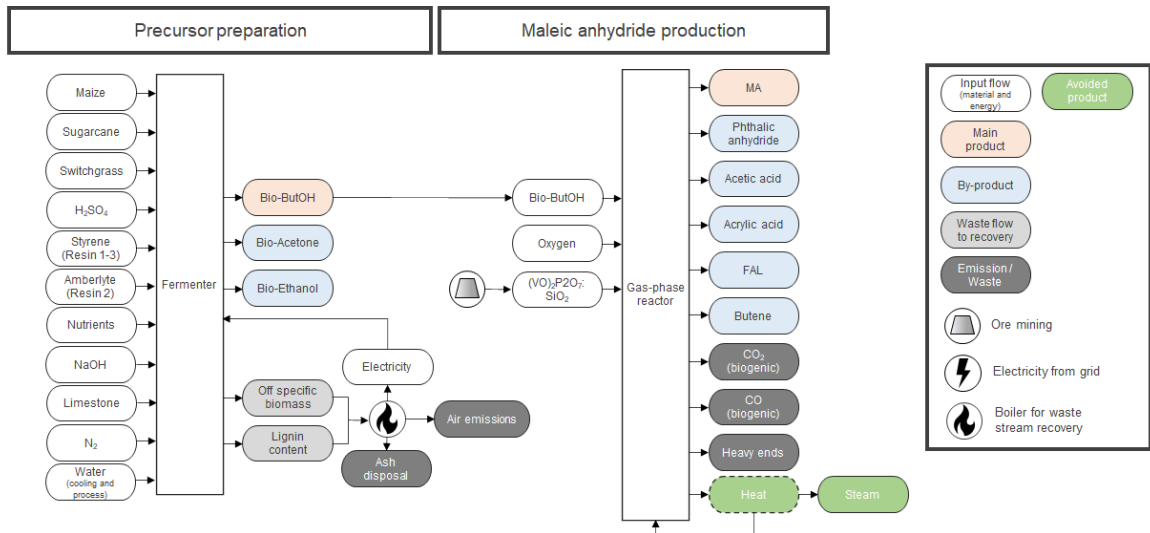 Precursor preparation
Maleic anhydride production
Maize
Sugarcane
Switchgrass
H₂SO₄
Styrene
(Resin 1-3)
Amberlyte
(Resin 2)
Nutrients
NaOH
Limestone
N₂
Water
(cooling and
process)
Fermenter
Bio-ButOH
Bio-Acetone
Bio-Ethanol
Electricity
Off specific
biomass
Lignin
content
Air emissions
Ash
disposal
Bio-ButOH
Oxygen
(VO)₂P2O₇:
SiO₂
Gas-phase
reactor
MA
Phthalic
anhydride
Acetic acid
Acrylic acid
FAL
Butene
CO₂
(biogenic)
CO
(biogenic)
Heavy ends
Heat
Steam
Input flow
(material and
energy)
Avoided
product
Main
product
By-product
Waste flow
to recovery
Emission /
Waste
Ore mining
Electricity from grid
Boiler for waste
stream recovery